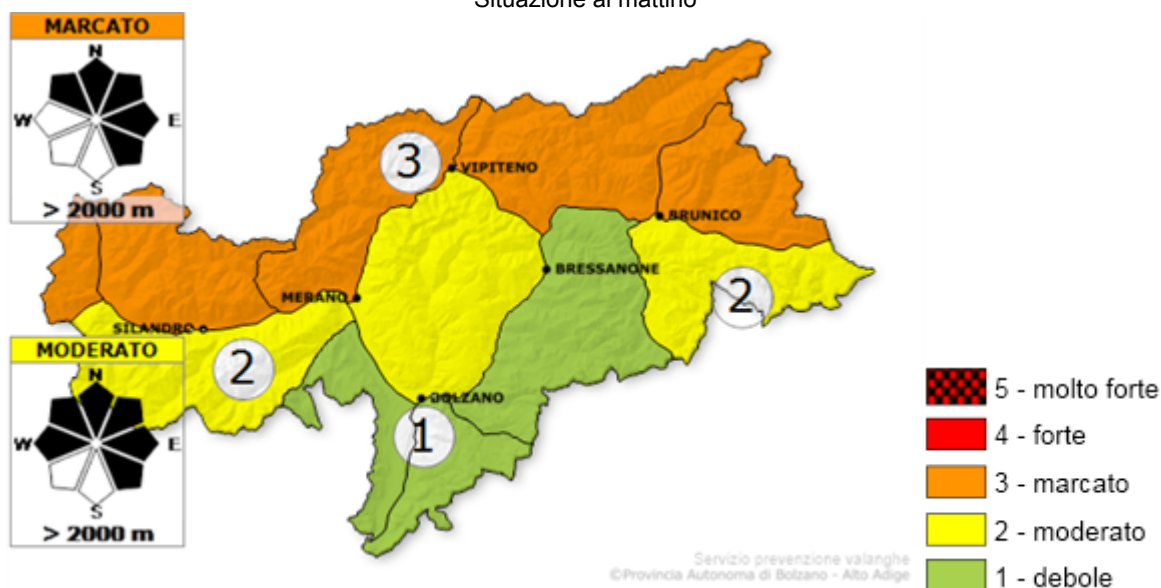 Situazione al mattino
MARCATO
N
W E
S
> 2000 m
3
VIPITENO
BRUNICO
BRESSANONE
MERANO
2
SILANDRO
MODERATO
N
2
W E
S
> 2000 m
BOLZANO
1
5 - molto forte
4 - forte
3 - marcato
2 - moderato
1 - debole
Servizio prevenzione valanghe
©Provincia Autonoma di Bolzano - Alto Adige